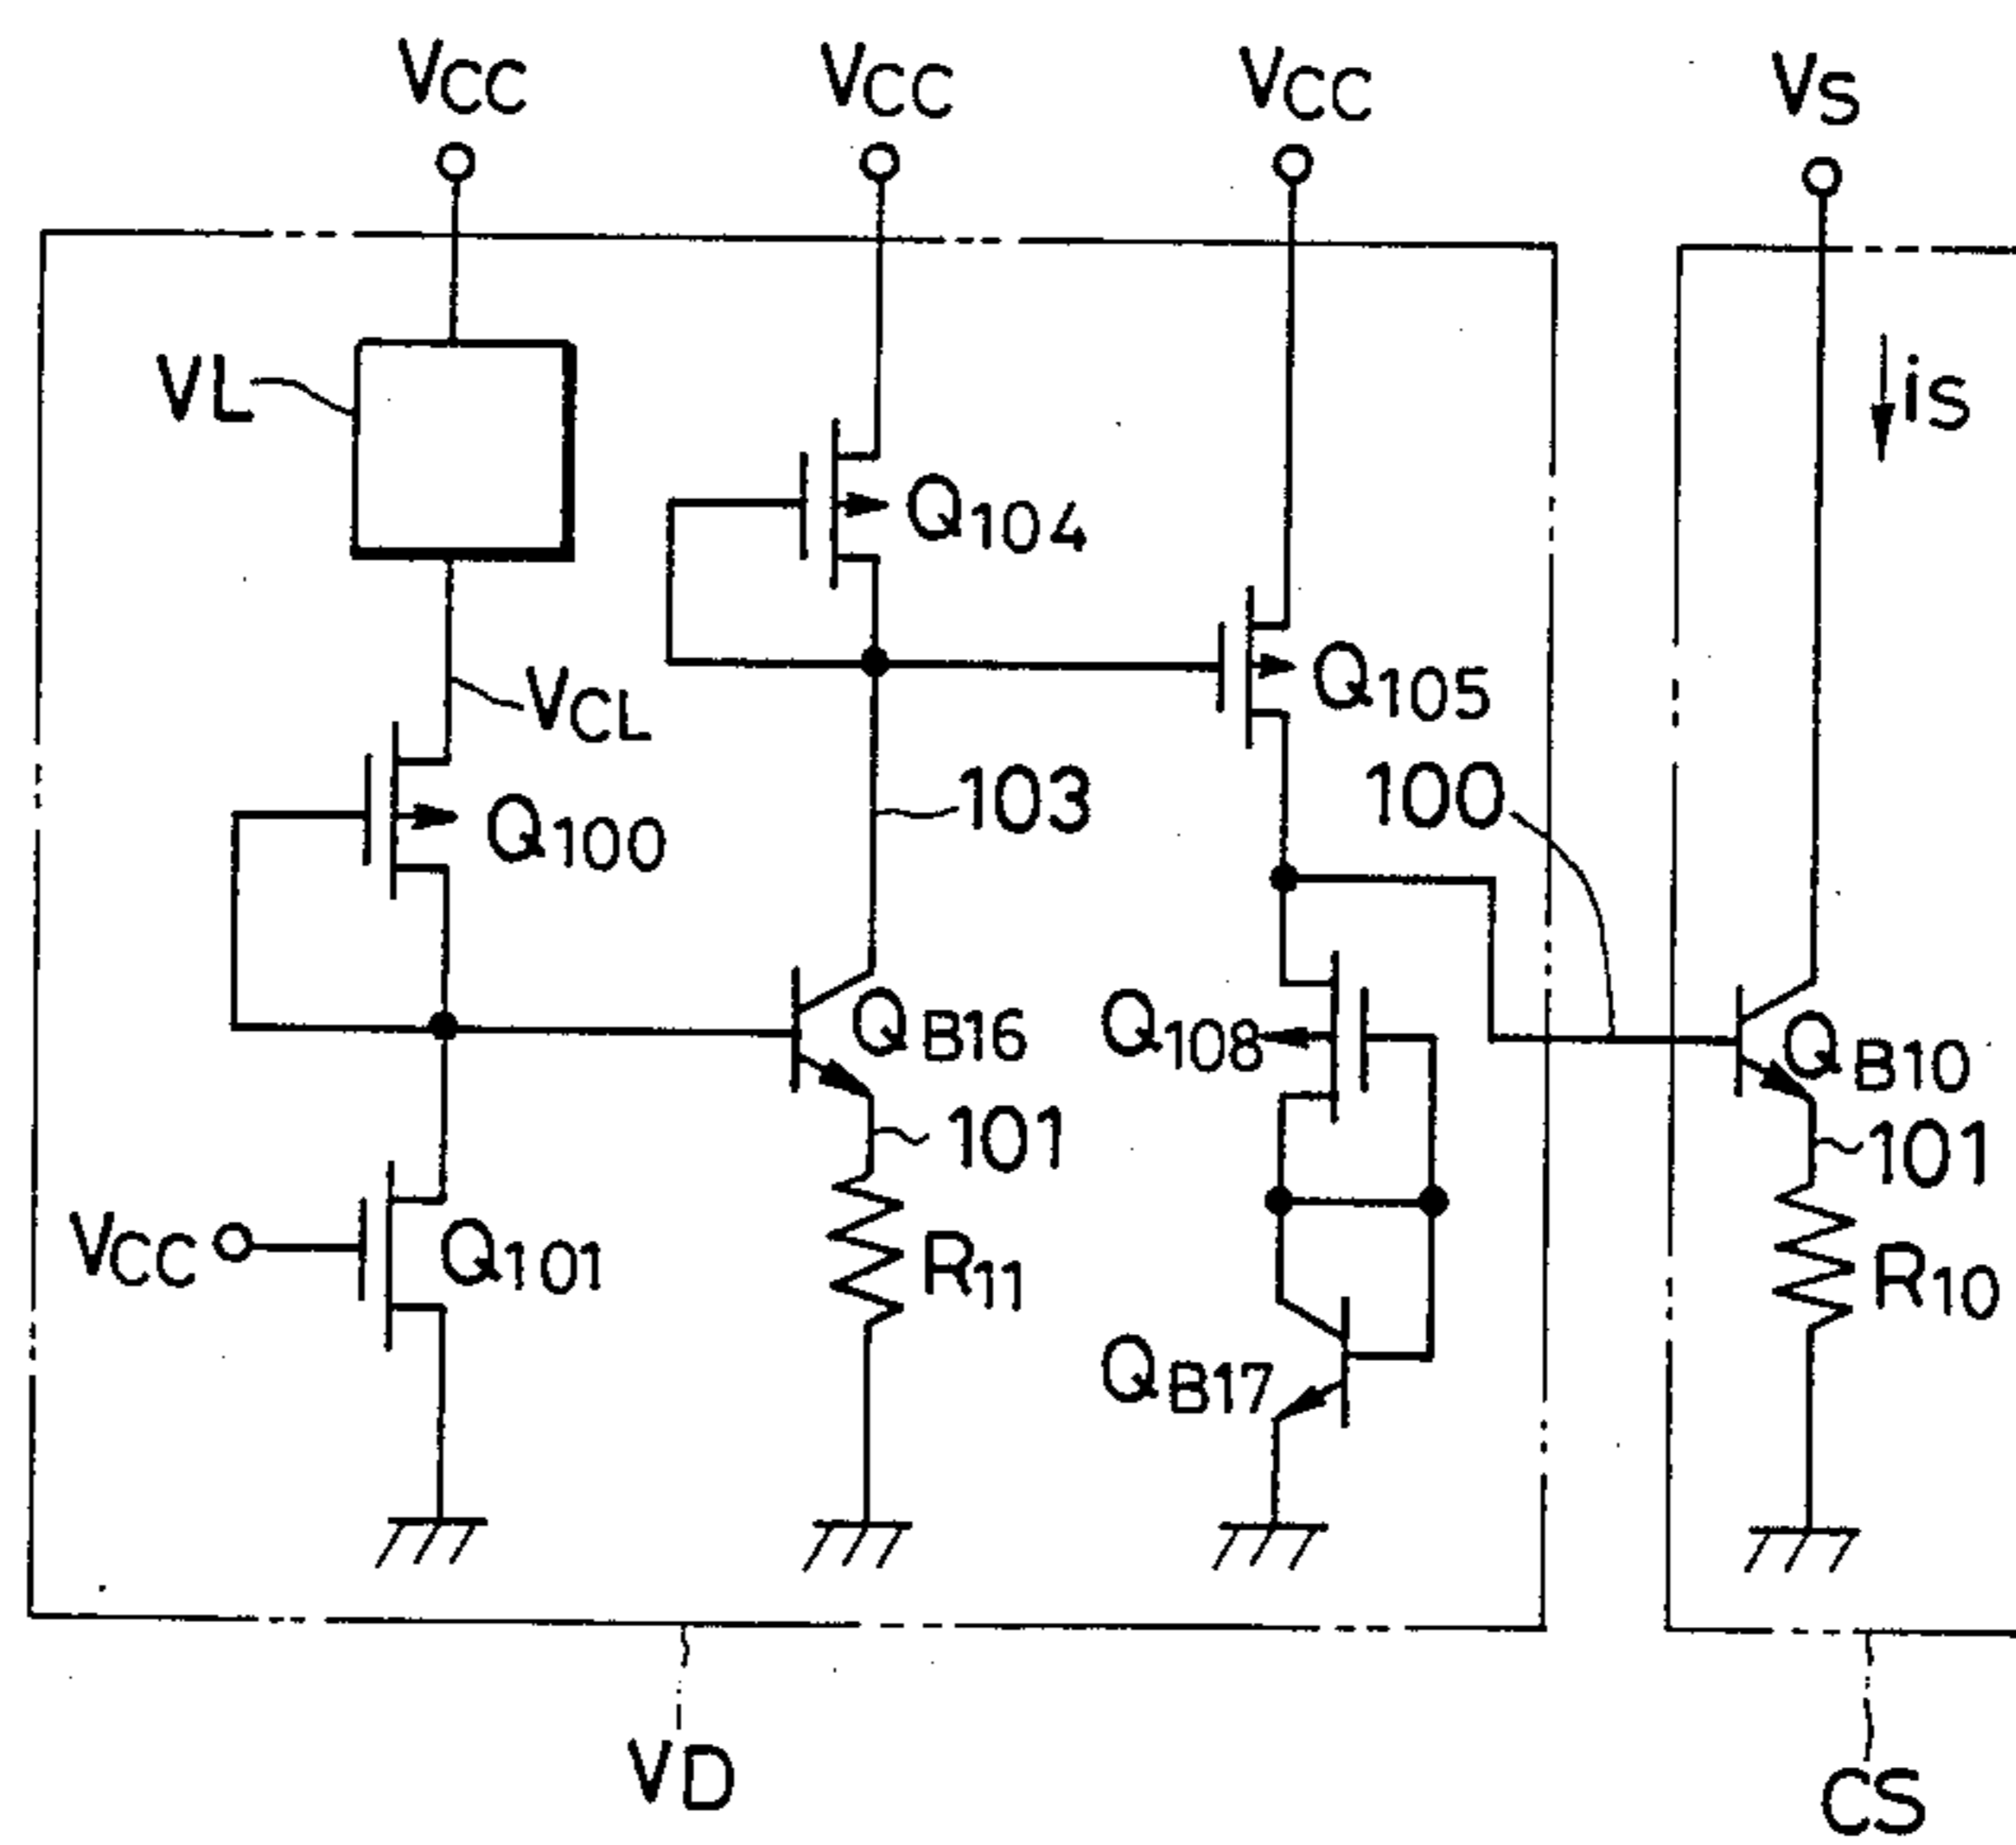 VCC
VCC
VCC
VS
VL
iS
Q104
Q105
VCL
100
103
Q100
QB16
Q108
QB10
101
101
VCC
Q101
R11
R10
QB17
VD
CS